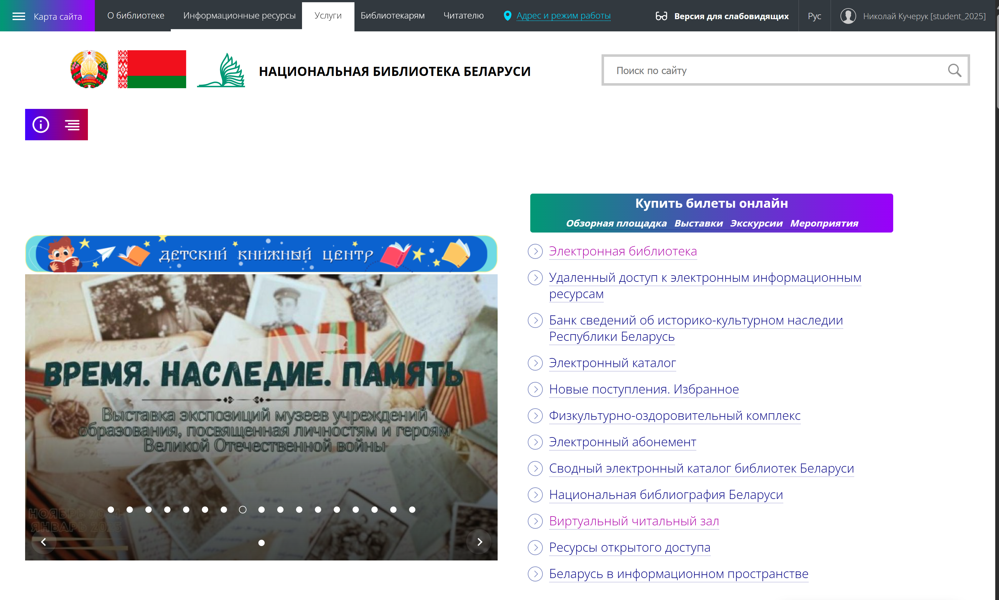 Карта сайта
О библиотеке
Информационные ресурсы
Услуги
Библиотекарям
Читателю
Адрес и режим работы
Версия для слабовидящих
Рус
Николай Кучерук [student_2025]
НАЦИОНАЛЬНАЯ БИБЛИОТЕКА БЕЛАРУСИ
Поиск по сайту
Купить билеты онлайн
Обзорная площадка Выставки Экскурсии Мероприятия
ДЕТСКИЙ КНИЖНЫЙ ЦЕНТР
ВРЕМЯ. НАСЛЕДИЕ. ПАМЯТЬ
Выставка экспозиций музеев учреждений
образования, посвященная личностям и героям
Великой Отечественной войны
НОЯБРЬ 2024
ЯНВАРЬ 2025
Электронная библиотека
Удаленный доступ к электронным информационным
ресурсам
Банк сведений об историко-культурном наследии
Республики Беларусь
Электронный каталог
Новые поступления. Избранное
Физкультурно-оздоровительный комплекс
Электронный абонемент
Сводный электронный каталог библиотек Беларуси
Национальная библиография Беларуси
Виртуальный читальный зал
Ресурсы открытого доступа
Беларусь в информационном пространстве